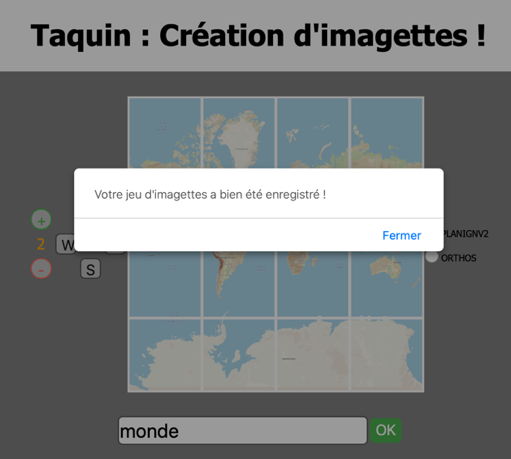 Taquin : Création d'imagettes !
Votre jeu d'imagettes a bien été enregistré !
Fermer
+
2
W
-
S
PLANIGNV2
ORTHOS
monde
OK